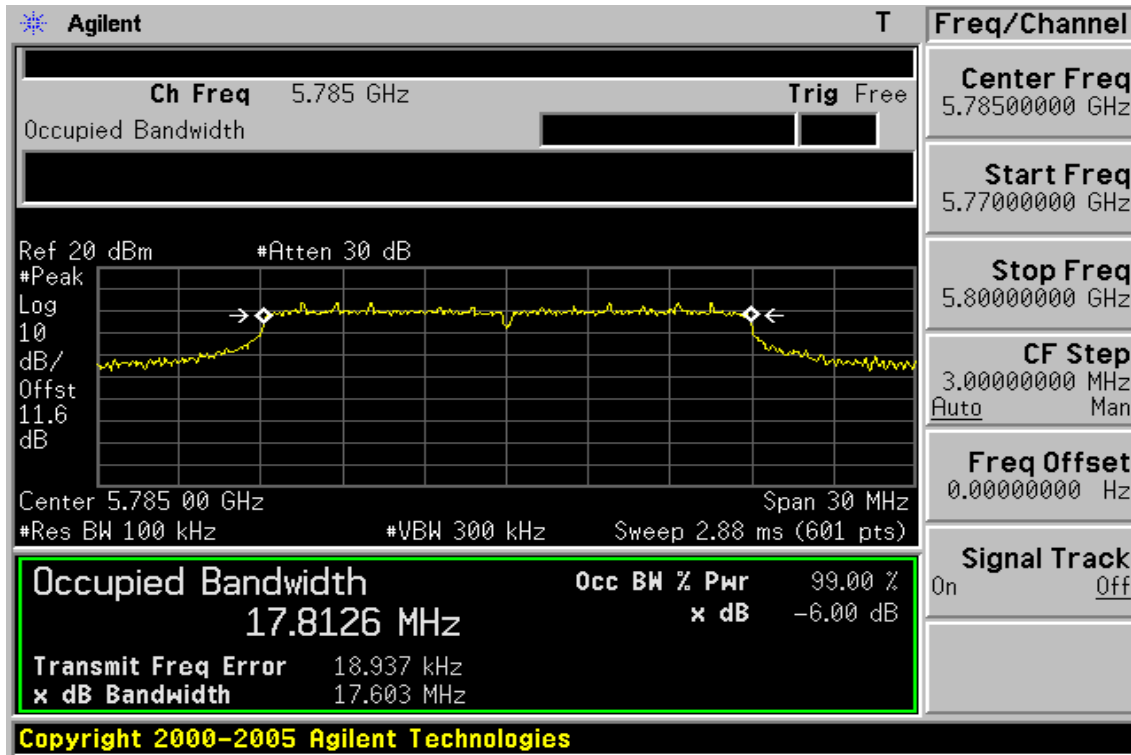 Agilent T
Freq/Channel
Ch Freq 5.785 GHz Trig Free
Occupied Bandwidth
Center Freq
5.78500000 GHz
Start Freq
5.77000000 GHz
Stop Freq
5.80000000 GHz
CF Step
3.00000000 MHz
Auto Man
Freq Offset
0.00000000 Hz
Signal Track
On Off
Ref 20 dBm #Atten 30 dB
#Peak
Log
10
dB/
Offst
11.6
dB
Center 5.785 00 GHz Span 30 MHz
#Res BW 100 kHz #VBW 300 kHz Sweep 2.88 ms (601 pts)
Occupied Bandwidth
17.8126 MHz
Occ BW % Pwr 99.00 %
x dB -6.00 dB
Transmit Freq Error 18.937 kHz
x dB Bandwidth 17.603 MHz
Copyright 2000-2005 Agilent Technologies